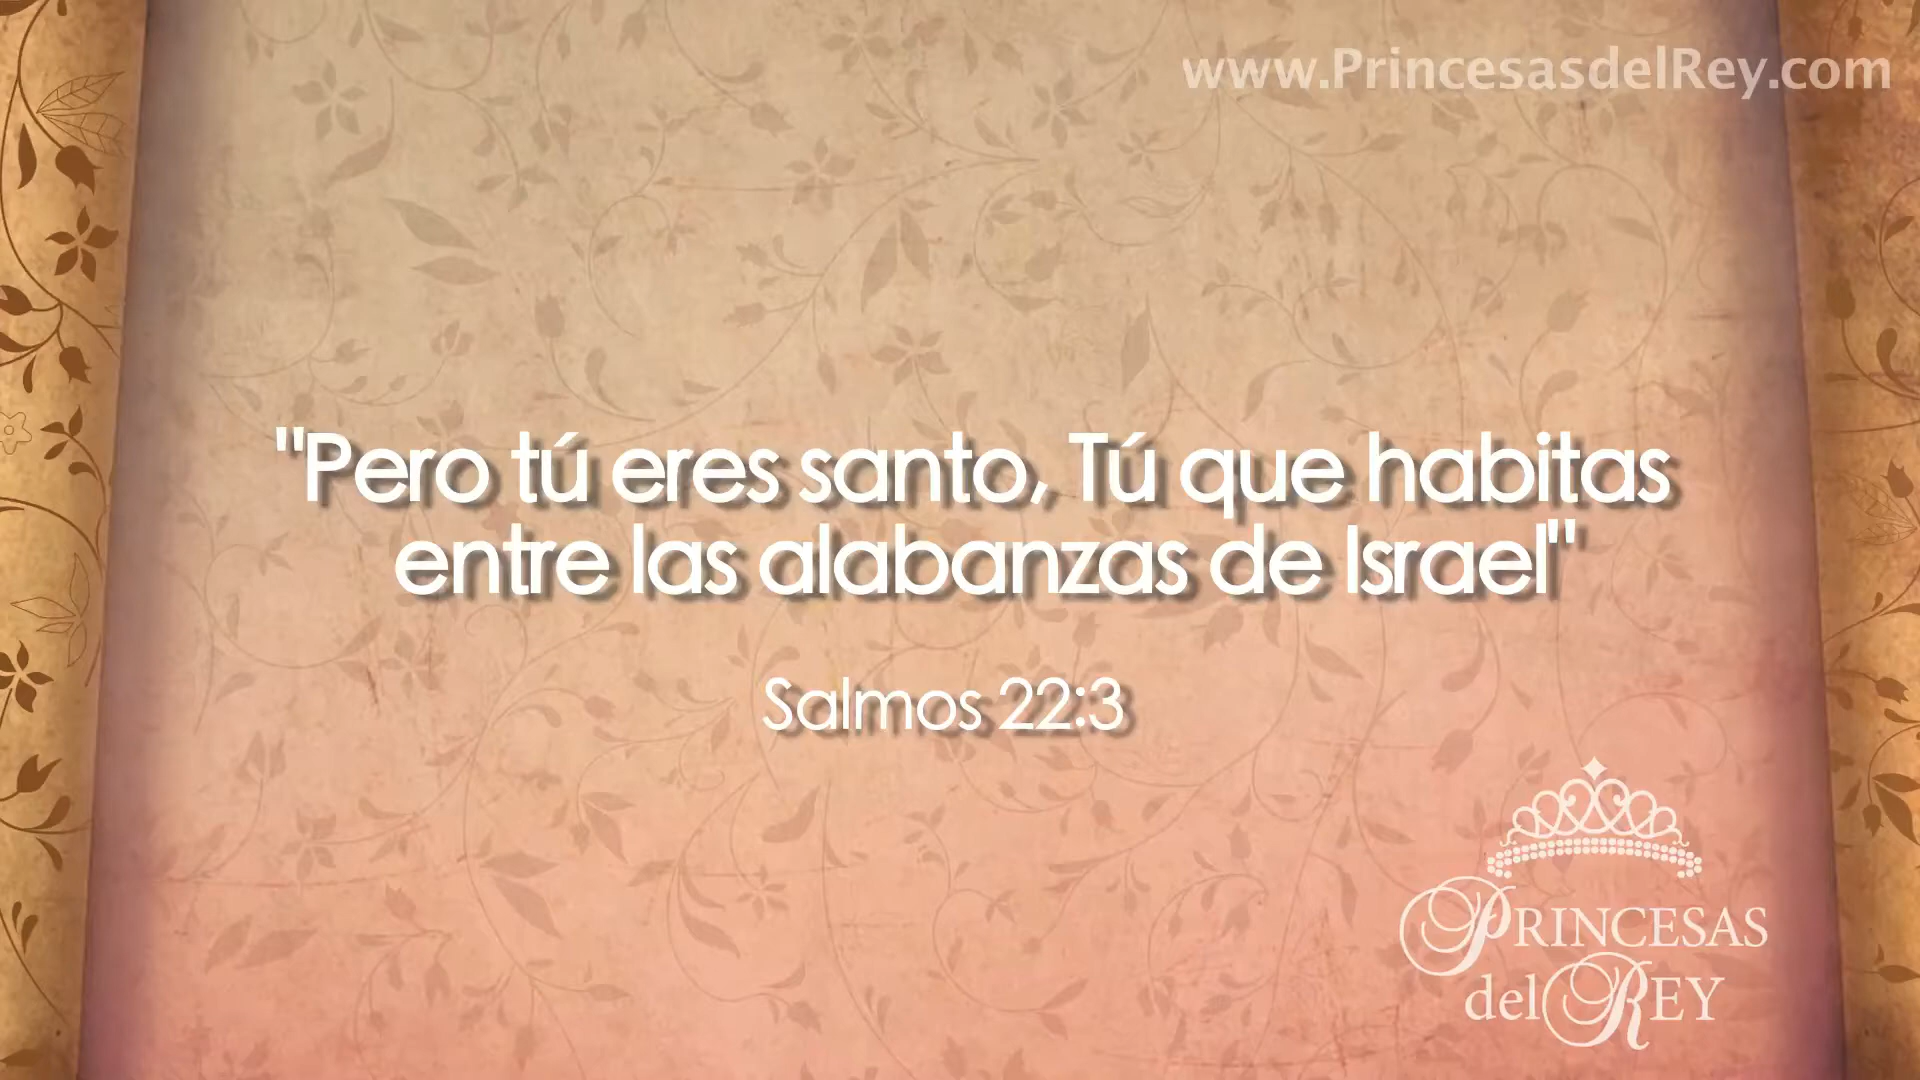 www.PrincesasdelRey.com
"Pero tú eres santo, Tú que habitas
entre las alabanzas de Israel"
Salmos 22:3
PRINCESAS
del REY